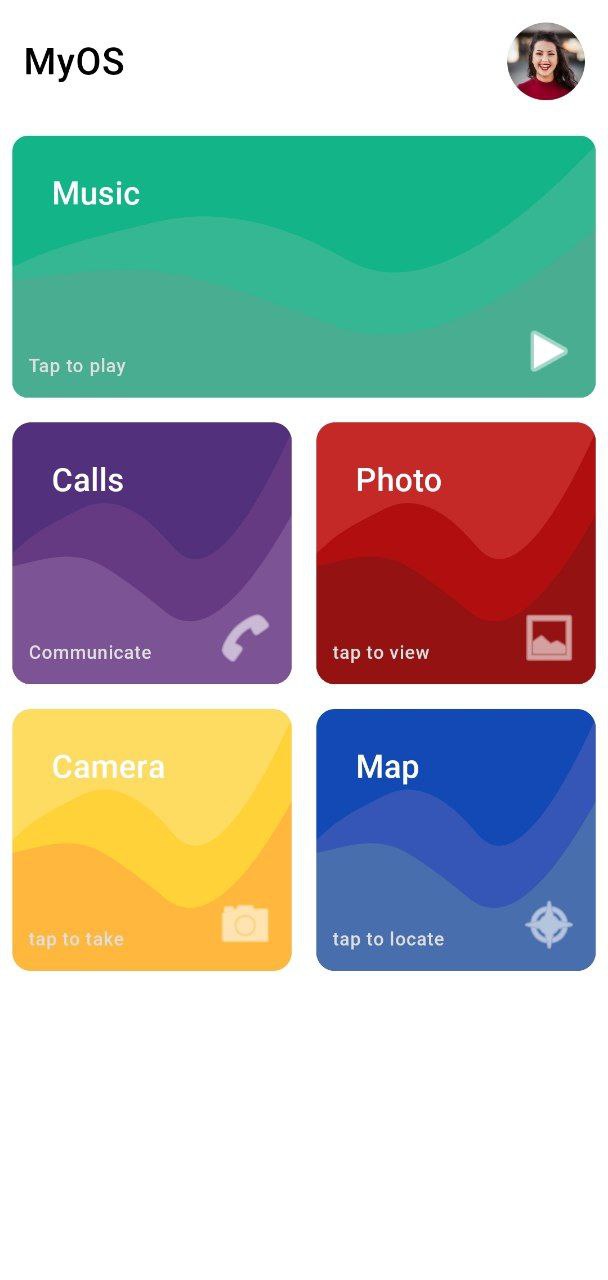 MyOS
Music
Tap to play
Calls
Communicate
Photo
tap to view
Camera
tap to take
Map
tap to locate